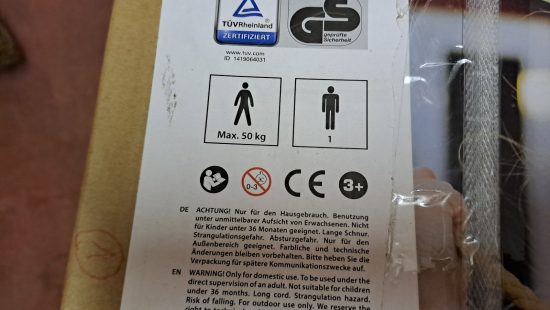 TÜVRheinland
ZERTIFIZIERT
GS
geprüfte
Sicherheit
www.tuv.com
ID 1419064031
Max. 50 kg
1
0-3
CE
3+
DE ACHTUNG! Nur für den Hausgebrauch. Benutzung
unter unmittelbarer Aufsicht von Erwachsenen. Nicht
für Kinder unter 36 Monaten geeignet. Lange Schnur.
Strangulationsgefahr. Absturzgefahr. Nur für den
Außenbereich geeignet. Farbliche und technische
Änderungen bleiben vorbehalten. Bitte heben Sie die
Verpackung für spätere Kommunikationszwecke auf.
EN WARNING! Only for domestic use. To be used under the
direct supervision of an adult. Not suitable for children
under 36 months. Long cord. Strangulation hazard.
Risk of falling. For outdoor use only. We reserve the
right to